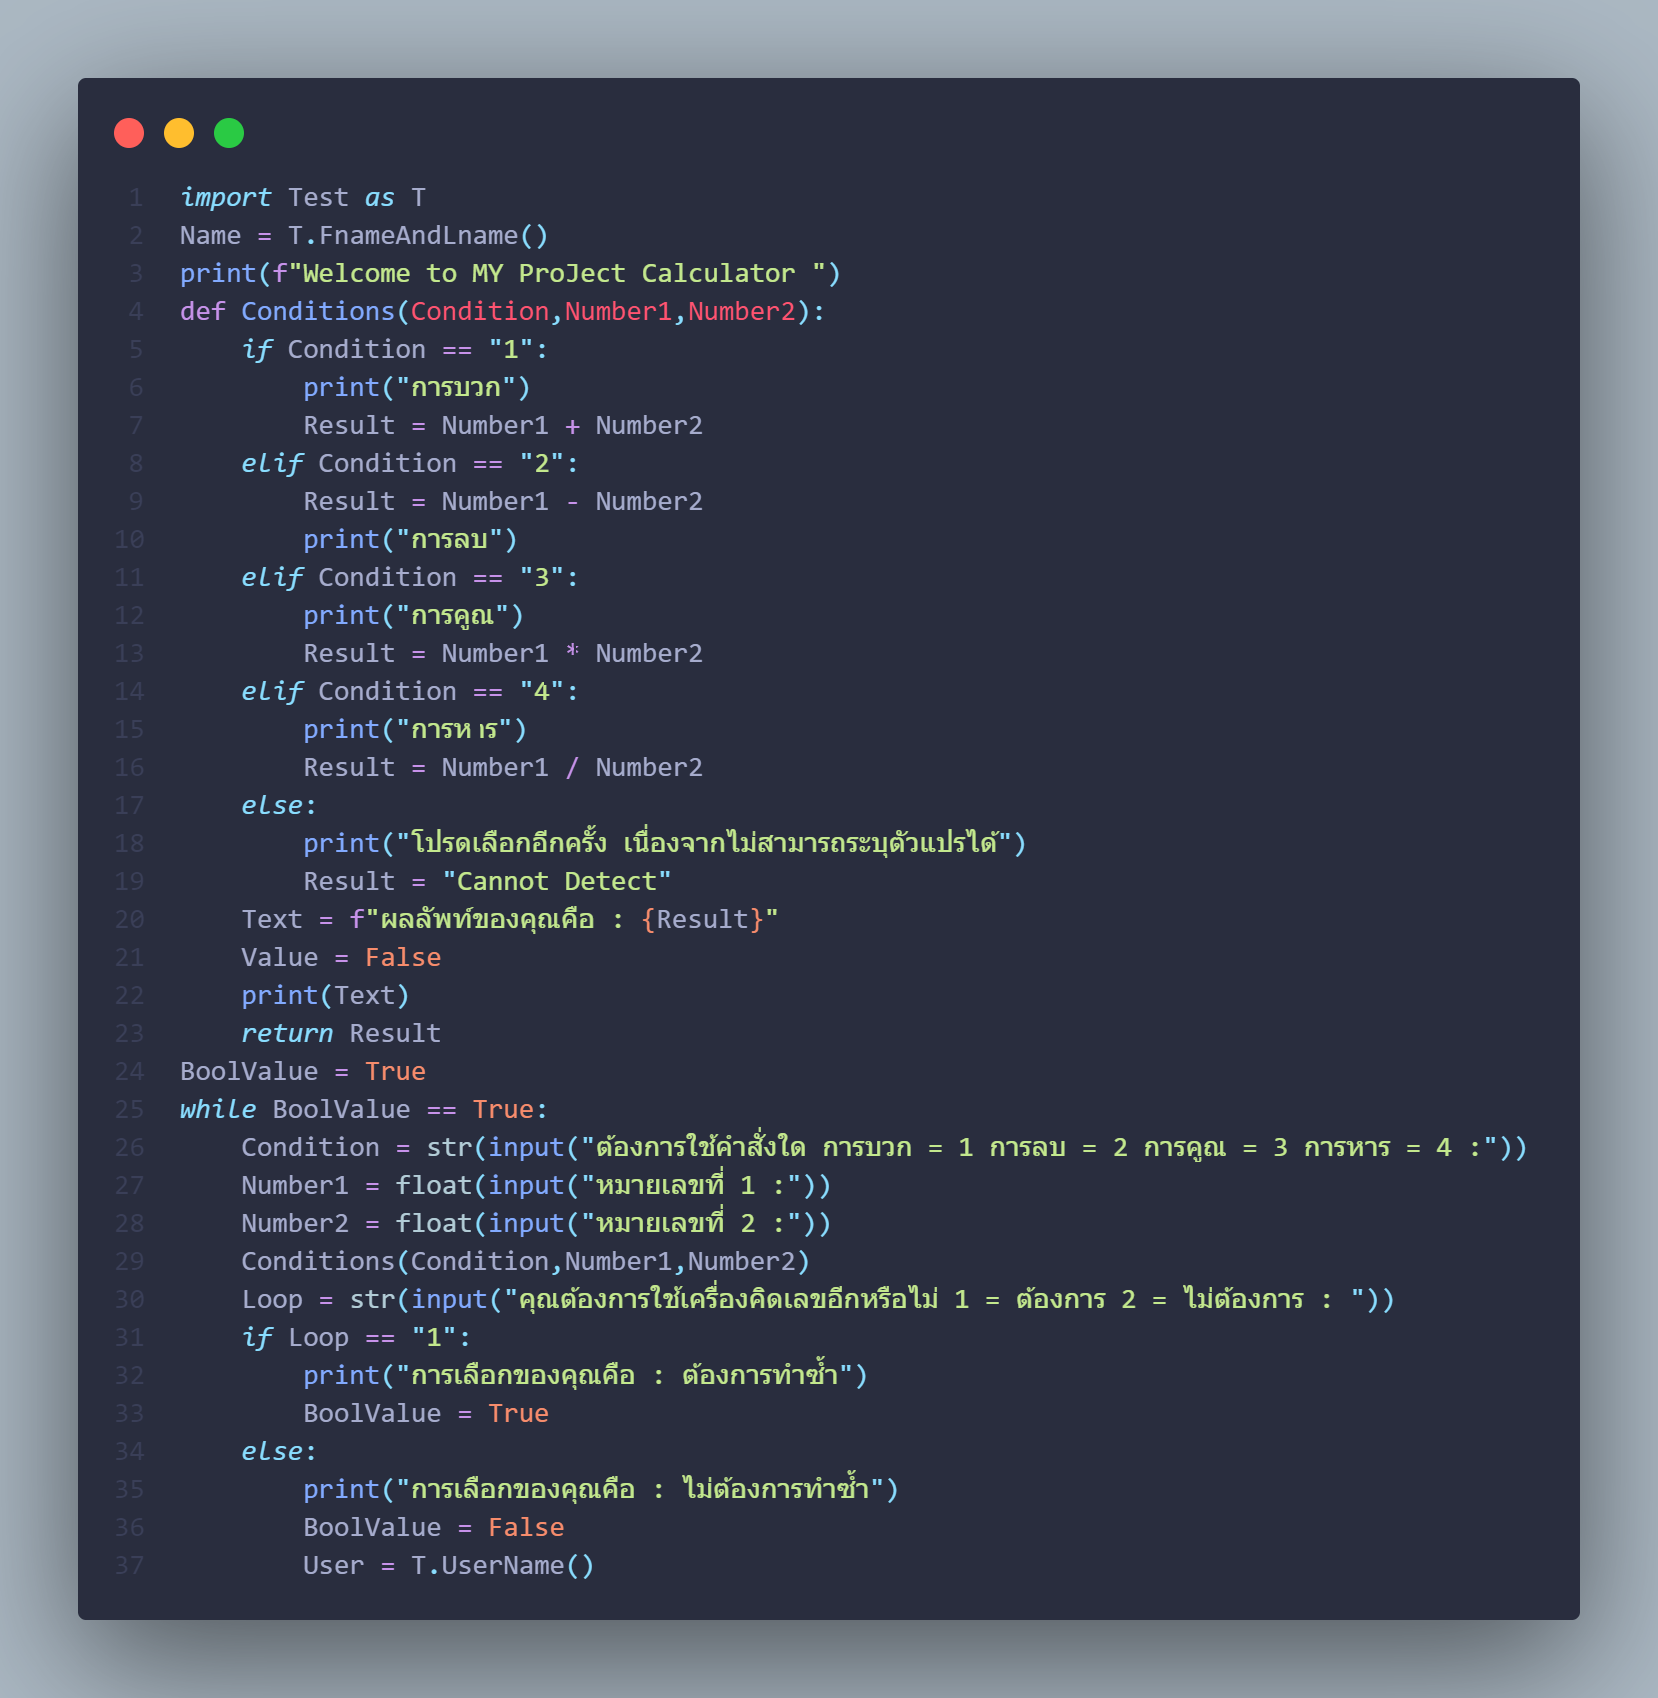 1 import Test as T
2 Name = T.FnameAndLname()
3 print(f"Welcome to MY ProJect Calculator ")
4 def Conditions(Condition,Number1,Number2):
5     if Condition == "1":
6         print("การบวก")
7         Result = Number1 + Number2
8     elif Condition == "2":
9         Result = Number1 - Number2
10         print("การลบ")
11     elif Condition == "3":
12         print("การคูณ")
13         Result = Number1 * Number2
14     elif Condition == "4":
15         print("การหาร")
16         Result = Number1 / Number2
17     else:
18         print("โปรดเลือกอีกครั้ง เนื่องจากไม่สามารถระบุตัวแปรได้")
19         Result = "Cannot Detect"
20     Text = f"ผลลัพท์ของคุณคือ : {Result}"
21     Value = False
22     print(Text)
23     return Result
24 BoolValue = True
25 while BoolValue == True:
26     Condition = str(input("ต้องการใช้คำสั่งใด การบวก = 1 การลบ = 2 การคูณ = 3 การหาร = 4 :"))
27     Number1 = float(input("หมายเลขที่ 1 :"))
28     Number2 = float(input("หมายเลขที่ 2 :"))
29     Conditions(Condition,Number1,Number2)
30     Loop = str(input("คุณต้องการใช้เครื่องคิดเลขอีกหรือไม่ 1 = ต้องการ 2 = ไม่ต้องการ : "))
31     if Loop == "1":
32         print("การเลือกของคุณคือ : ต้องการทำซ้ำ")
33         BoolValue = True
34     else:
35         print("การเลือกของคุณคือ : ไม่ต้องการทำซ้ำ")
36         BoolValue = False
37         User = T.UserName()